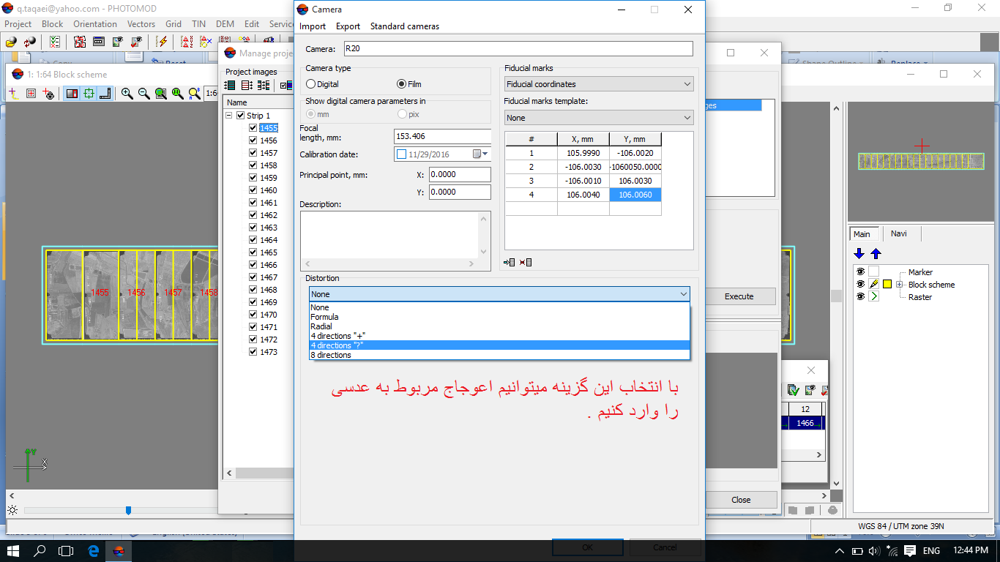 q.taqaei@yahoo.com - PHOTOMOD
Project Block Orientation Vectors Grid TIN DEM Edit Service
1: 1:64 Block scheme
Manage proje
Project images
Name
Strip 1
1455
1456
1457
1458
1459
1460
1461
1462
1463
1464
1465
1466
1467
1468
1469
1470
1471
1472
1473
1455 1456 1457 1458
Y
X
Camera
Import Export Standard cameras
Camera: R20
Camera type
Digital Film
Show digital camera parameters in
mm pix
Focal
length, mm: 153.406
Calibration date: 11/29/2016
Principal point, mm: X: 0.0000
Y: 0.0000
Description:
Fiducial marks
Fiducial coordinates
Fiducial marks template:
None
# X, mm Y, mm
1 105.9990 -106.0020
2 -106.0030 -1060050.0000
3 -106.0010 106.0030
4 106.0040 106.0060
Distortion
None
None
Formula
Radial
4 directions "+"
4 directions "?"
8 directions
با انتخاب این گزینه میتوانیم اعوجاج مربوط به عدسی
را وارد کنیم .
OK Cancel
ges
Execute
Close
12
1466
Main Navi
Marker
Block scheme
Raster
WGS 84 / UTM zone 39N
ENG 12:44 PM